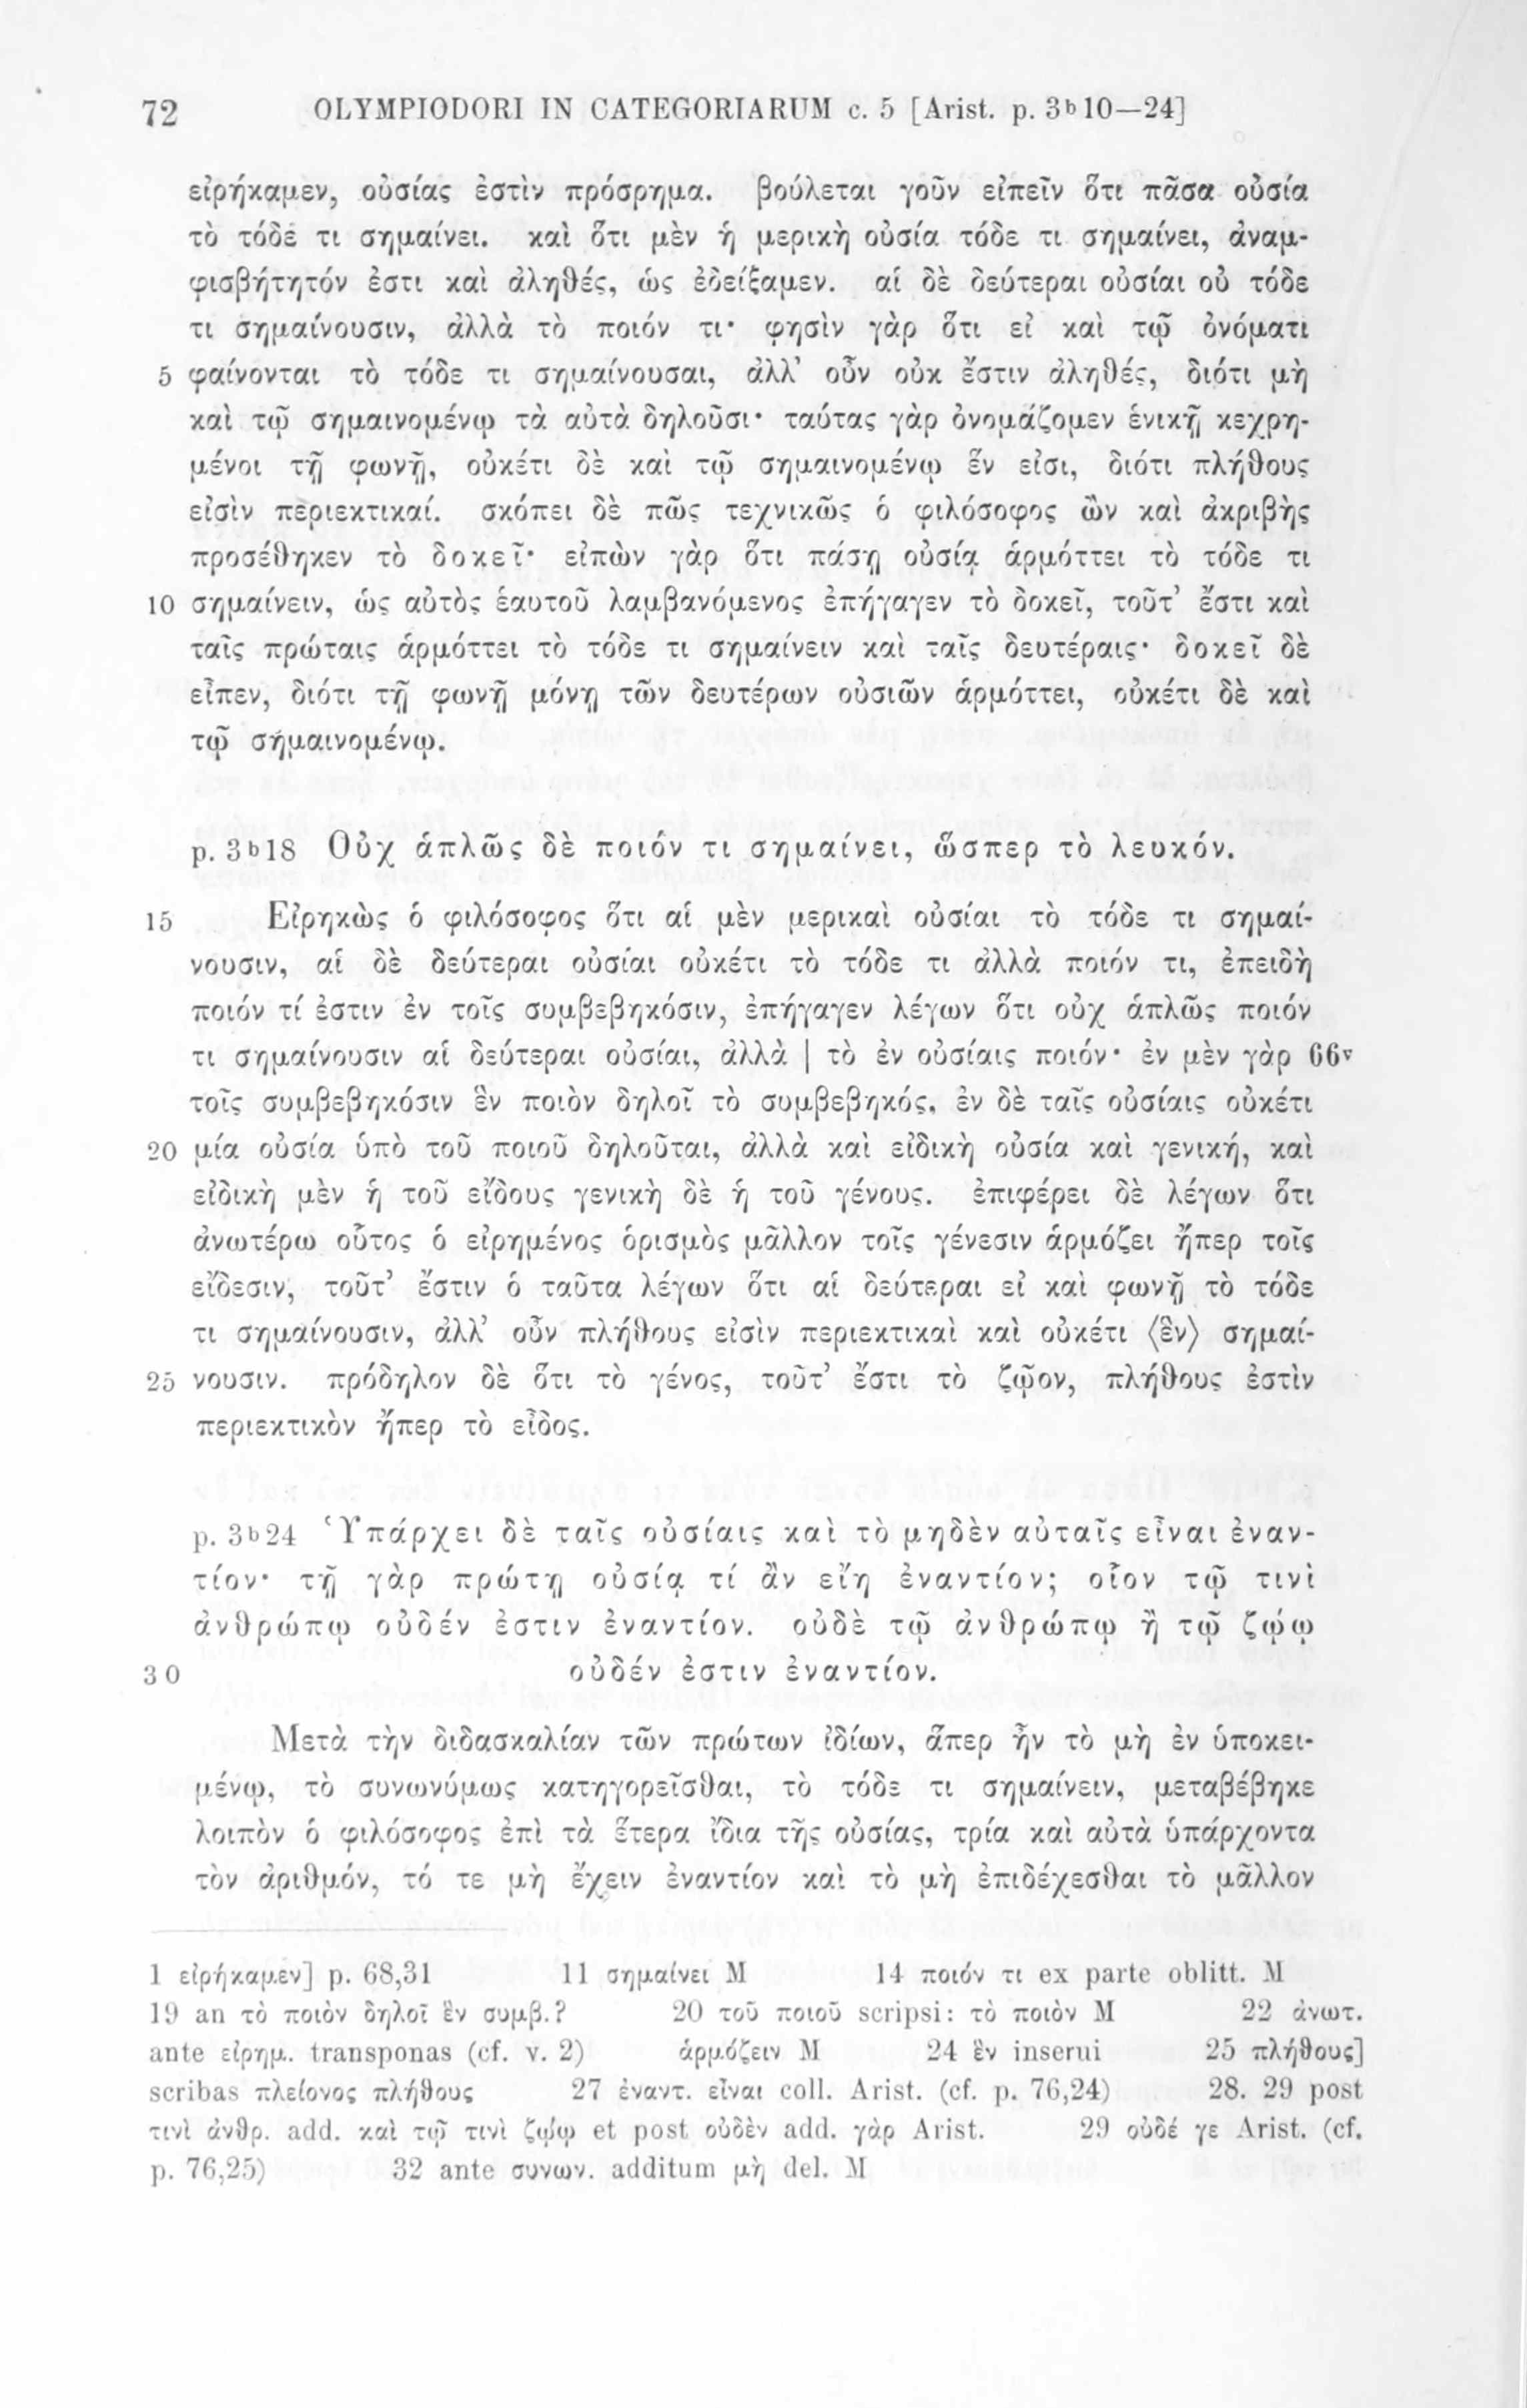 72 OLYMPIODORI IN CATEGORIARUM c. 5 [Arist. p. 3ᵇ10—24]
εἰρήκαμεν, οὐσίας ἐστὶν πρόσρημα. βούλεται γοῦν εἰπεῖν ὅτι πᾶσα οὐσία
τὸ τόδε τι σημαίνει. καὶ ὅτι μὲν ἡ μερικὴ οὐσία τόδε τι σημαίνει, ἀναμ-
φισβήτητόν ἐστι καὶ ἀληθές, ὡς ἐδείξαμεν. αἱ δὲ δεύτεραι οὐσίαι οὐ τόδε
τι σημαίνουσιν, ἀλλὰ τὸ ποιόν τι· φησὶν γὰρ ὅτι εἰ καὶ τῷ ὀνόματι
5 φαίνονται τὸ τόδε τι σημαίνουσαι, ἀλλ’ οὖν οὐκ ἔστιν ἀληθές, διότι μὴ
καὶ τῷ σημαινομένῳ τὰ αὐτὰ δηλοῦσι· ταύτας γὰρ ὀνομάζομεν ἑνικῇ κεχρη-
μένοι τῇ φωνῇ, οὐκέτι δὲ καὶ τῷ σημαινομένῳ ἕν εἰσι, διότι πλήθους
εἰσὶν περιεκτικαί. σκόπει δὲ πῶς τεχνικῶς ὁ φιλόσοφος ὢν καὶ ἀκριβὴς
προσέθηκεν τὸ δοκεῖ· εἰπὼν γὰρ ὅτι πάσῃ οὐσίᾳ ἁρμόττει τὸ τόδε τι
10 σημαίνειν, ὡς αὐτὸς ἑαυτοῦ λαμβανόμενος ἐπήγαγεν τὸ δοκεῖ, τοῦτ’ ἔστι καὶ
ταῖς πρώταις ἁρμόττει τὸ τόδε τι σημαίνειν καὶ ταῖς δευτέραις· δοκεῖ δὲ
εἶπεν, διότι τῇ φωνῇ μόνῃ τῶν δευτέρων οὐσιῶν ἁρμόττει, οὐκέτι δὲ καὶ
τῷ σημαινομένῳ.
p. 3ᵇ18 Οὐχ ἁπλῶς δὲ ποιόν τι σημαίνει, ὥσπερ τὸ λευκόν.
15 Εἰρηκὼς ὁ φιλόσοφος ὅτι αἱ μὲν μερικαὶ οὐσίαι τὸ τόδε τι σημαί-
νουσιν, αἱ δὲ δεύτεραι οὐσίαι οὐκέτι τὸ τόδε τι ἀλλὰ ποιόν τι, ἐπειδὴ
ποιόν τί ἐστιν ἐν τοῖς συμβεβηκόσιν, ἐπήγαγεν λέγων ὅτι οὐχ ἁπλῶς ποιόν
τι σημαίνουσιν αἱ δεύτεραι οὐσίαι, ἀλλὰ | τὸ ἐν οὐσίαις ποιόν· ἐν μὲν γὰρ 66ᵛ
τοῖς συμβεβηκόσιν ἓν ποιὸν δηλοῖ τὸ συμβεβηκός, ἐν δὲ ταῖς οὐσίαις οὐκέτι
20 μία οὐσία ὑπὸ τοῦ ποιοῦ δηλοῦται, ἀλλὰ καὶ εἰδικὴ οὐσία καὶ γενική, καὶ
εἰδικὴ μὲν ἡ τοῦ εἴδους γενικὴ δὲ ἡ τοῦ γένους. ἐπιφέρει δὲ λέγων ὅτι
ἀνωτέρω οὗτος ὁ εἰρημένος ὁρισμὸς μᾶλλον τοῖς γένεσιν ἁρμόζει ἤπερ τοῖς
εἴδεσιν, τοῦτ’ ἔστιν ὁ ταῦτα λέγων ὅτι αἱ δεύτεραι εἰ καὶ φωνῇ τὸ τόδε
τι σημαίνουσιν, ἀλλ’ οὖν πλήθους εἰσὶν περιεκτικαὶ καὶ οὐκέτι ⟨ἓν⟩ σημαί-
25 νουσιν. πρόδηλον δὲ ὅτι τὸ γένος, τοῦτ’ ἔστι τὸ ζῷον, πλήθους ἐστὶν
περιεκτικὸν ἤπερ τὸ εἶδος.
p. 3ᵇ24 Ὑπάρχει δὲ ταῖς οὐσίαις καὶ τὸ μηδὲν αὐταῖς εἶναι ἐναν-
τίον· τῇ γὰρ πρώτῃ οὐσίᾳ τί ἂν εἴη ἐναντίον; οἷον τῷ τινὶ
ἀνθρώπῳ οὐδέν ἐστιν ἐναντίον. οὐδὲ τῷ ἀνθρώπῳ ἢ τῷ ζῴῳ
30 οὐδέν ἐστιν ἐναντίον.
Μετὰ τὴν διδασκαλίαν τῶν πρώτων ἰδίων, ἅπερ ἦν τὸ μὴ ἐν ὑποκει-
μένῳ, τὸ συνωνύμως κατηγορεῖσθαι, τὸ τόδε τι σημαίνειν, μεταβέβηκε
λοιπὸν ὁ φιλόσοφος ἐπὶ τὰ ἕτερα ἴδια τῆς οὐσίας, τρία καὶ αὐτὰ ὑπάρχοντα
τὸν ἀριθμόν, τό τε μὴ ἔχειν ἐναντίον καὶ τὸ μὴ ἐπιδέχεσθαι τὸ μᾶλλον
1 εἰρήκαμεν] p. 68,31 11 σημαίνει M 14 ποιόν τι ex parte oblitt. M
19 an τὸ ποιὸν δηλοῖ ἓν συμβ.? 20 τοῦ ποιοῦ scripsi: τὸ ποιὸν M 22 ἀνωτ.
ante εἰρημ. transponas (cf. v. 2) ἁρμόζειν M 24 ἓν inserui 25 πλήθους]
scribas πλείονος πλήθους 27 ἐναντ. εἶναι coll. Arist. (cf. p. 76,24) 28. 29 post
τινὶ ἀνθρ. add. καὶ τῷ τινὶ ζῴῳ et post οὐδὲν add. γὰρ Arist. 29 οὐδέ γε Arist. (cf.
p. 76,25) 32 ante συνων. additum μὴ del. M